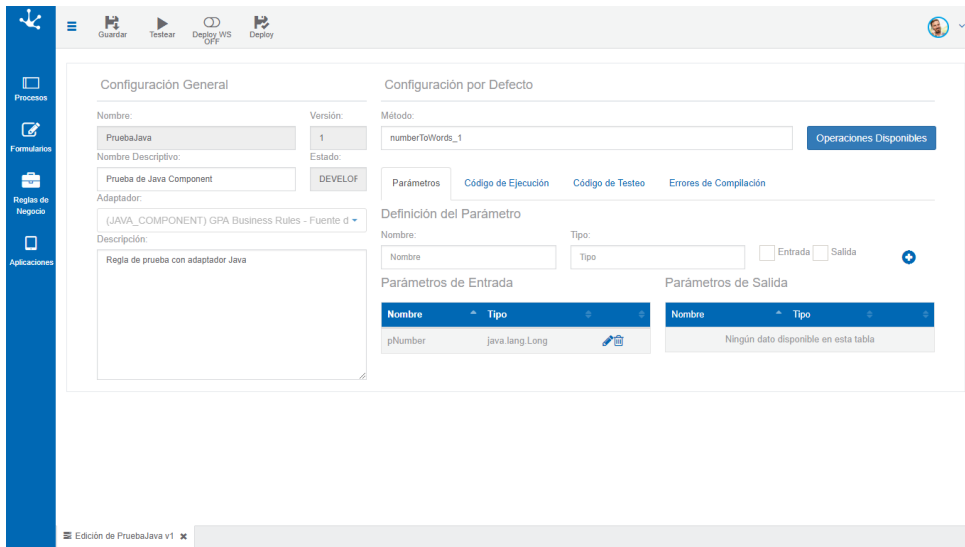 Guardar
Testear
Deploy WS
OFF
Deploy
Procesos
Formularios
Reglas de
Negocio
Aplicaciones
Configuración General
Nombre:
Versión:
PruebaJava
1
Nombre Descriptivo:
Estado:
Prueba de Java Component
DEVELOF
Adaptador:
(JAVA_COMPONENT) GPA Business Rules - Fuente d
Descripción:
Regla de prueba con adaptador Java
Configuración por Defecto
Método:
numberToWords_1
Operaciones Disponibles
Parámetros
Código de Ejecución
Código de Testeo
Errores de Compilación
Definición del Parámetro
Nombre:
Tipo:
Nombre
Tipo
Entrada
Salida
Parámetros de Entrada
Nombre
Tipo
pNumber
java.lang.Long
Parámetros de Salida
Nombre
Tipo
Ningún dato disponible en esta tabla
Edición de PruebaJava v1